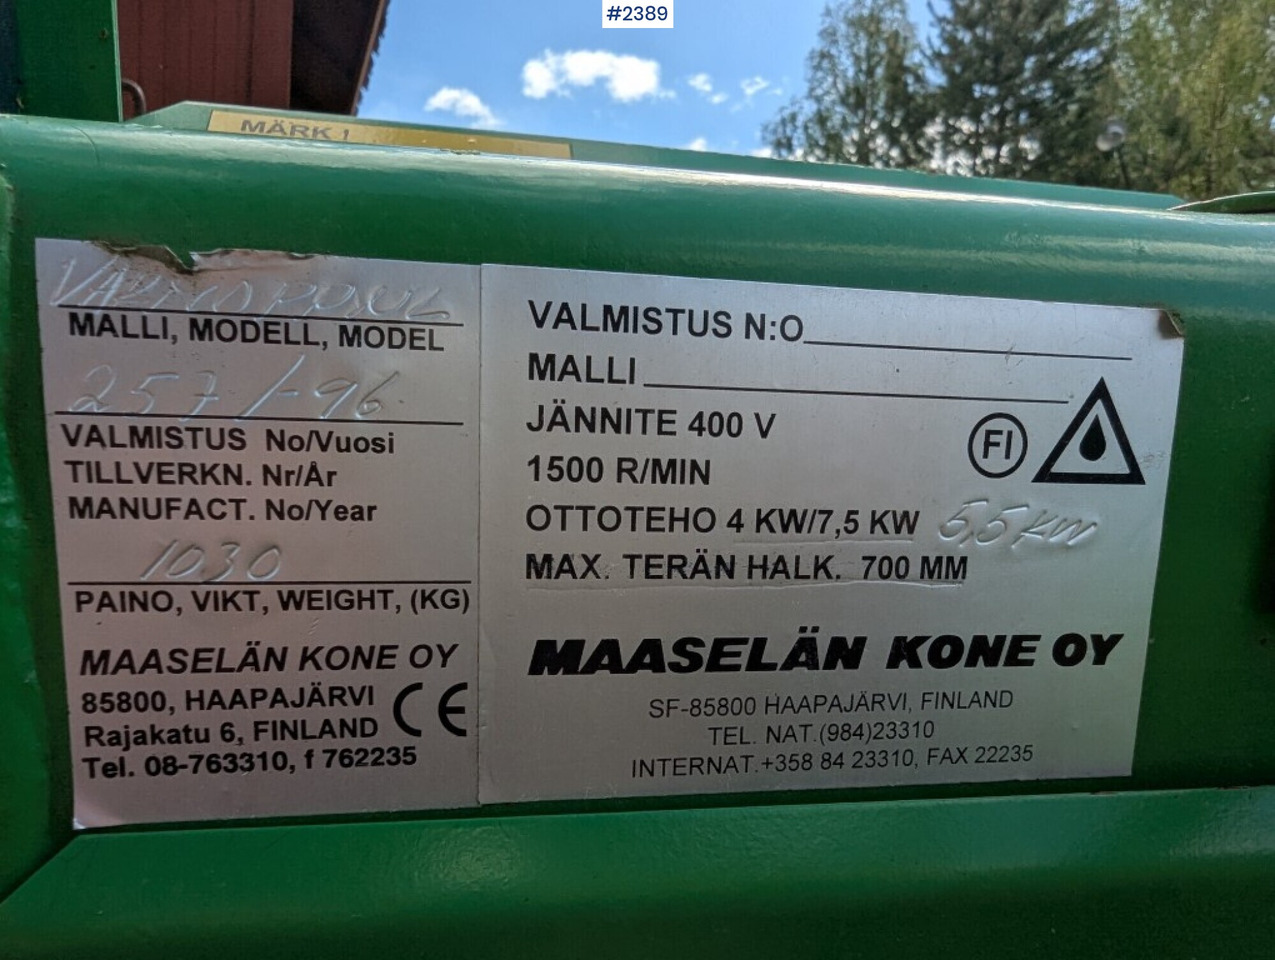 #2389
MÄRK 1
MALLI, MODELL, MODEL
257/-96
VALMISTUS No/Vuosi
TILLVERKN. Nr/År
MANUFACT. No/Year
1030
PAINO, VIKT, WEIGHT, (KG)
MAASELÄN KONE OY
85800, HAAPAJÄRVI
Rajakatu 6, FINLAND
CE
Tel. 08-763310, f 762235
VALMISTUS N:O
MALLI
JÄNNITE 400 V
FI
1500 R/MIN
OTTOTEHO 4 KW/7,5 KW 5,5 KW
MAX. TERÄN HALK. 700 MM
MAASELÄN KONE OY
SF-85800 HAAPAJÄRVI, FINLAND
TEL. NAT.(984)23310
INTERNAT.+358 84 23310, FAX 22235